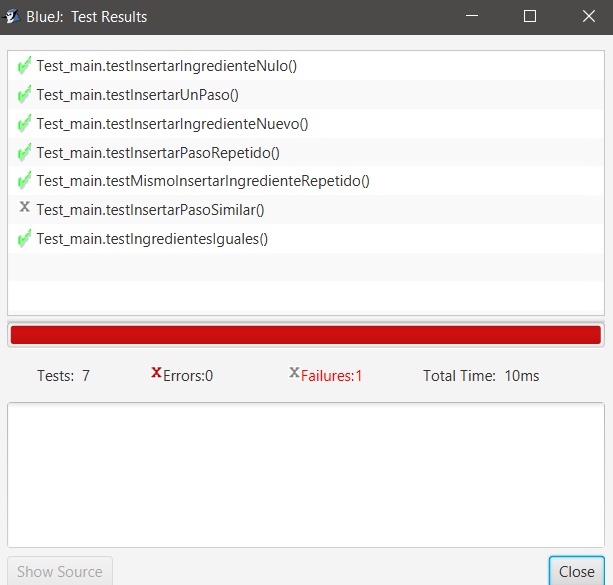 BlueJ:  Test Results
Test_main.testInsertarIngredienteNulo()
Test_main.testInsertarUnPaso()
Test_main.testInsertarIngredienteNuevo()
Test_main.testInsertarPasoRepetido()
Test_main.testMismoInsertarIngredienteRepetido()
Test_main.testInsertarPasoSimilar()
Test_main.testIngredientesIguales()
Tests:  7 Errors:0 Failures:1 Total Time:  10ms
Show Source Close